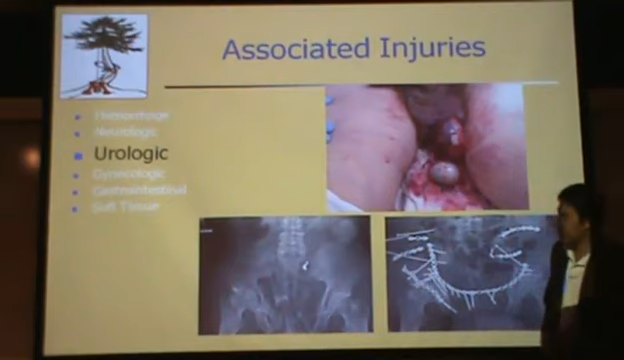 Associated Injuries
Hemorrhage
Neurologic
Urologic
Gynecologic
Gastrointestinal
Soft Tissue